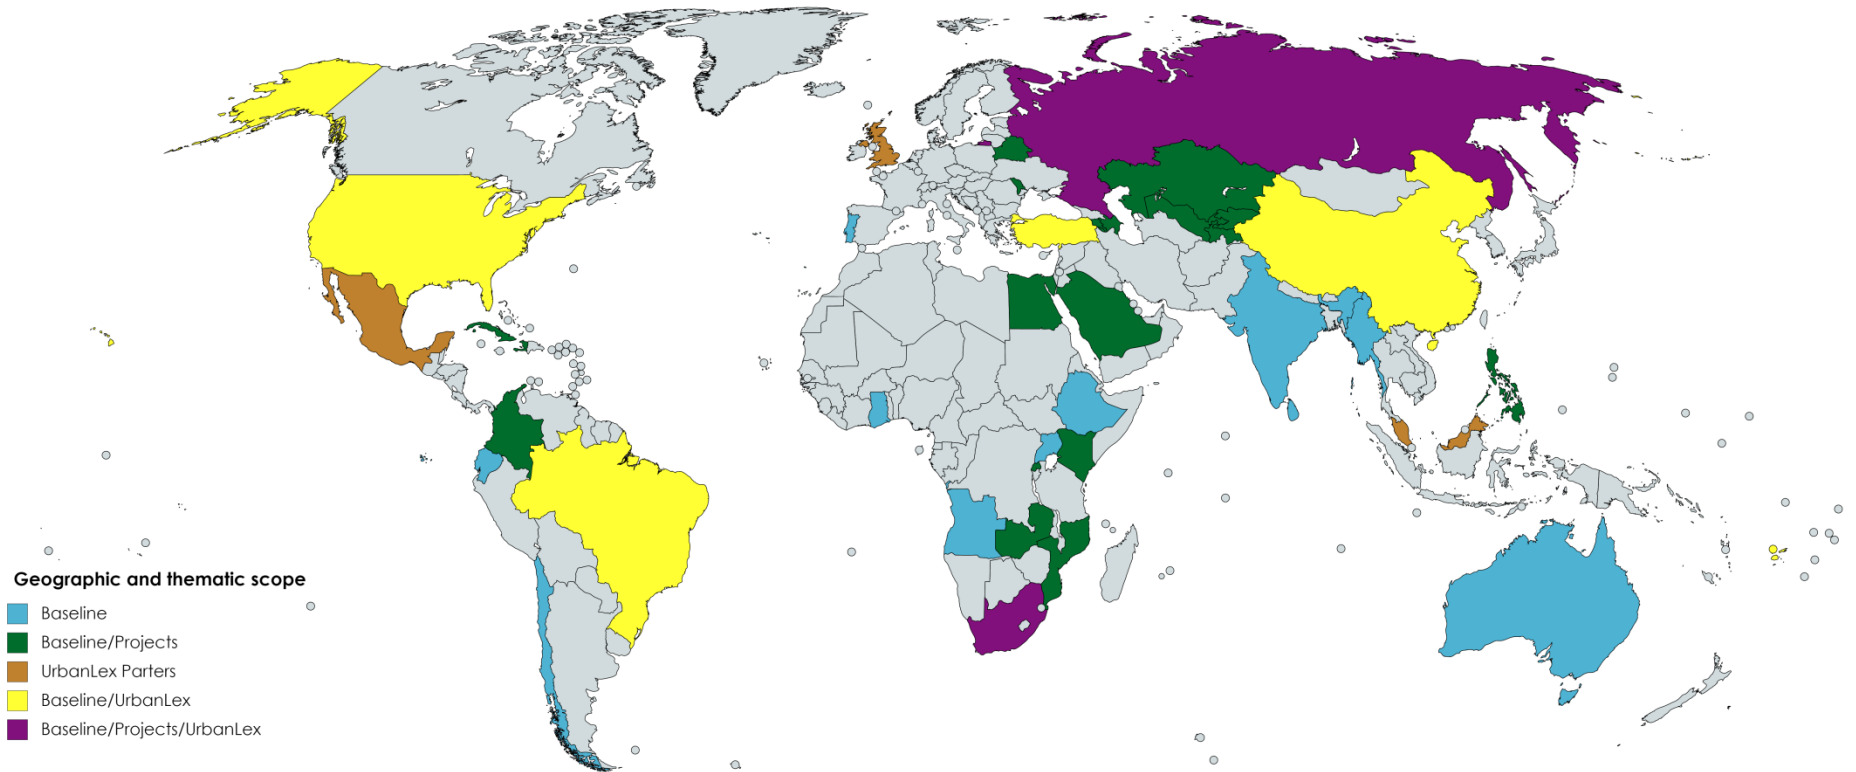 Geographic and thematic scope
Baseline
Baseline/Projects
UrbanLex Parters
Baseline/UrbanLex
Baseline/Projects/UrbanLex